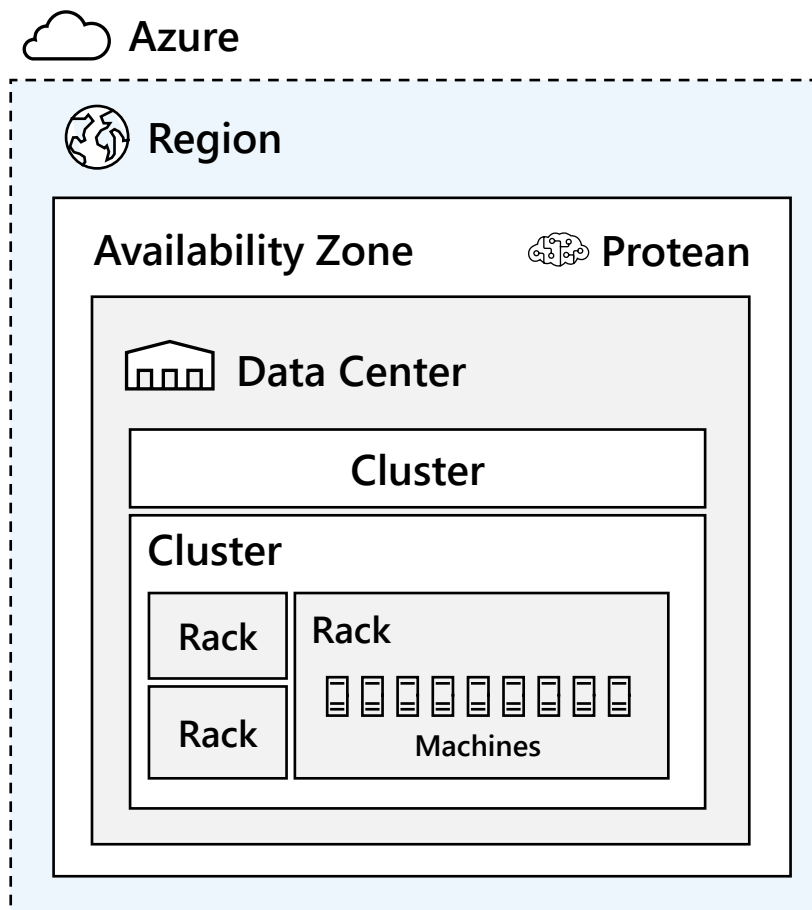 Azure
Region
Availability Zone
Protean
Data Center
Cluster
Cluster
Rack
Rack
Rack
Machines